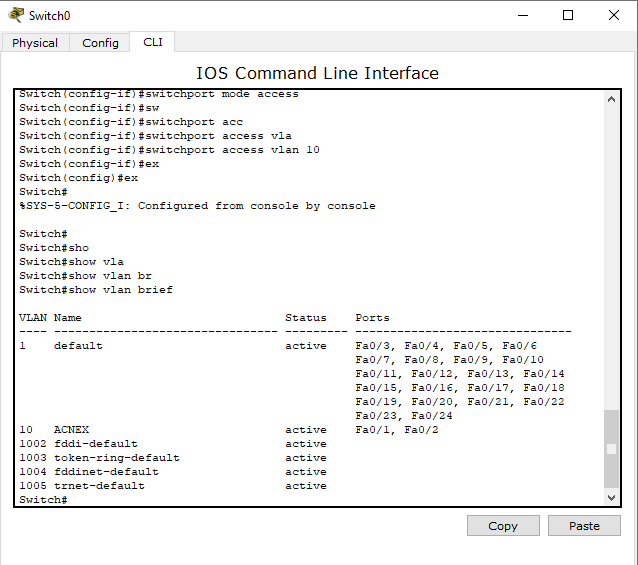 Switch0
Physical Config CLI
IOS Command Line Interface
Switch(config-if)#switchport mode access
Switch(config-if)#sw
Switch(config-if)#switchport acc
Switch(config-if)#switchport access vla
Switch(config-if)#switchport access vlan 10
Switch(config-if)#ex
Switch(config)#ex
Switch#
%SYS-5-CONFIG_I: Configured from console by console
Switch#
Switch#sho
Switch#show vla
Switch#show vlan br
Switch#show vlan brief
VLAN Name                             Status    Ports
---- -------------------------------- --------- -------------------------------
1    default                          active    Fa0/3, Fa0/4, Fa0/5, Fa0/6
                                                Fa0/7, Fa0/8, Fa0/9, Fa0/10
                                                Fa0/11, Fa0/12, Fa0/13, Fa0/14
                                                Fa0/15, Fa0/16, Fa0/17, Fa0/18
                                                Fa0/19, Fa0/20, Fa0/21, Fa0/22
                                                Fa0/23, Fa0/24
10   ACNEX                            active    Fa0/1, Fa0/2
1002 fddi-default                     active
1003 token-ring-default               active
1004 fddinet-default                  active
1005 trnet-default                    active
Switch#
Copy Paste